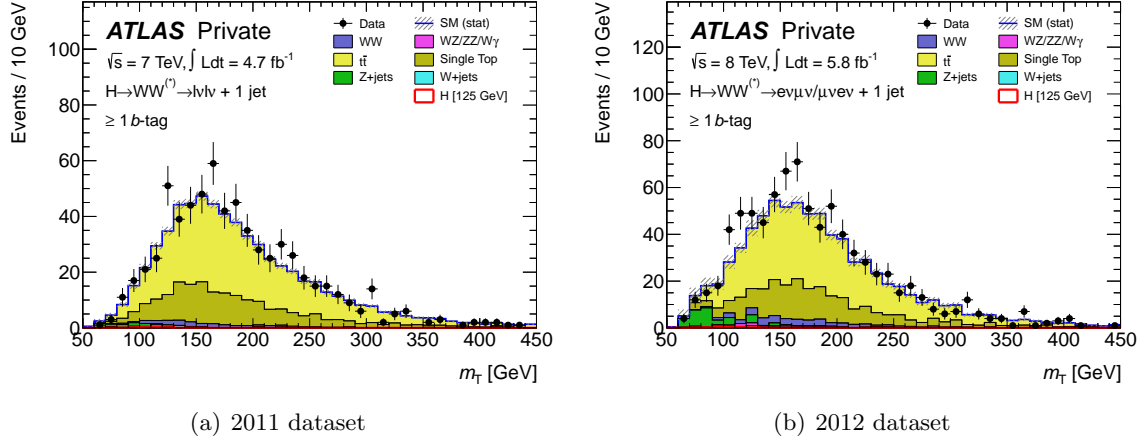 Events / 10 GeV
100
80
60
40
20
0
50 100 150 200 250 300 350 400 450
m_T [GeV]
ATLAS Private
√s = 7 TeV, ∫ Ldt = 4.7 fb⁻¹
H→WW⁽*⁾→lνlν + 1 jet
≥ 1 b-tag
Data
WW
tt̄
Z+jets
SM (stat)
WZ/ZZ/Wγ
Single Top
W+jets
H [125 GeV]
(a) 2011 dataset
Events / 10 GeV
120
100
80
60
40
20
0
50 100 150 200 250 300 350 400 450
m_T [GeV]
ATLAS Private
√s = 8 TeV, ∫ Ldt = 5.8 fb⁻¹
H→WW⁽*⁾→eνμν/μνeν + 1 jet
≥ 1 b-tag
Data
WW
tt̄
Z+jets
SM (stat)
WZ/ZZ/Wγ
Single Top
W+jets
H [125 GeV]
(b) 2012 dataset